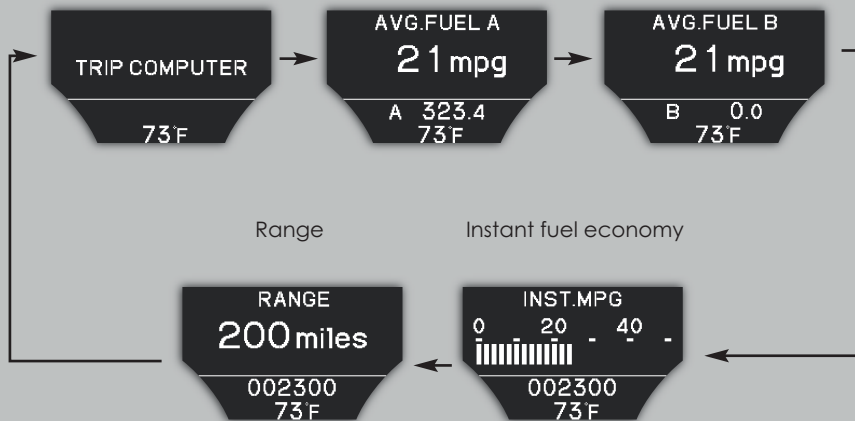 TRIP COMPUTER
73°F
AVG.FUEL A
21 mpg
A 323.4
73°F
AVG.FUEL B
21 mpg
B 0.0
73°F
Range
Instant fuel economy
RANGE
200 miles
002300
73°F
INST.MPG
0 20 40
002300
73°F